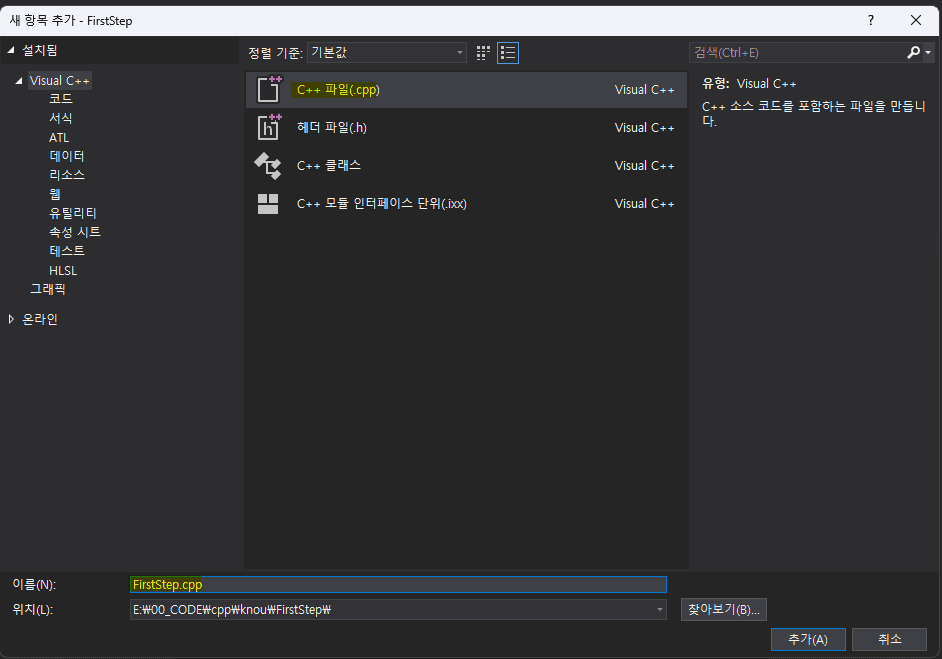 새 항목 추가 - FirstStep
?
설치됨
정렬 기준: 기본값
검색(Ctrl+E)
Visual C++
코드
서식
ATL
데이터
리소스
웹
유틸리티
속성 시트
테스트
HLSL
그래픽
온라인
C++ 파일(.cpp) Visual C++
헤더 파일(.h) Visual C++
C++ 클래스 Visual C++
C++ 모듈 인터페이스 단위(.ixx) Visual C++
유형: Visual C++
C++ 소스 코드를 포함하는 파일을 만듭니
다.
이름(N): FirstStep.cpp
위치(L): E:₩00_CODE₩cpp₩knou₩FirstStep₩
찾아보기(B)...
추가(A) 취소